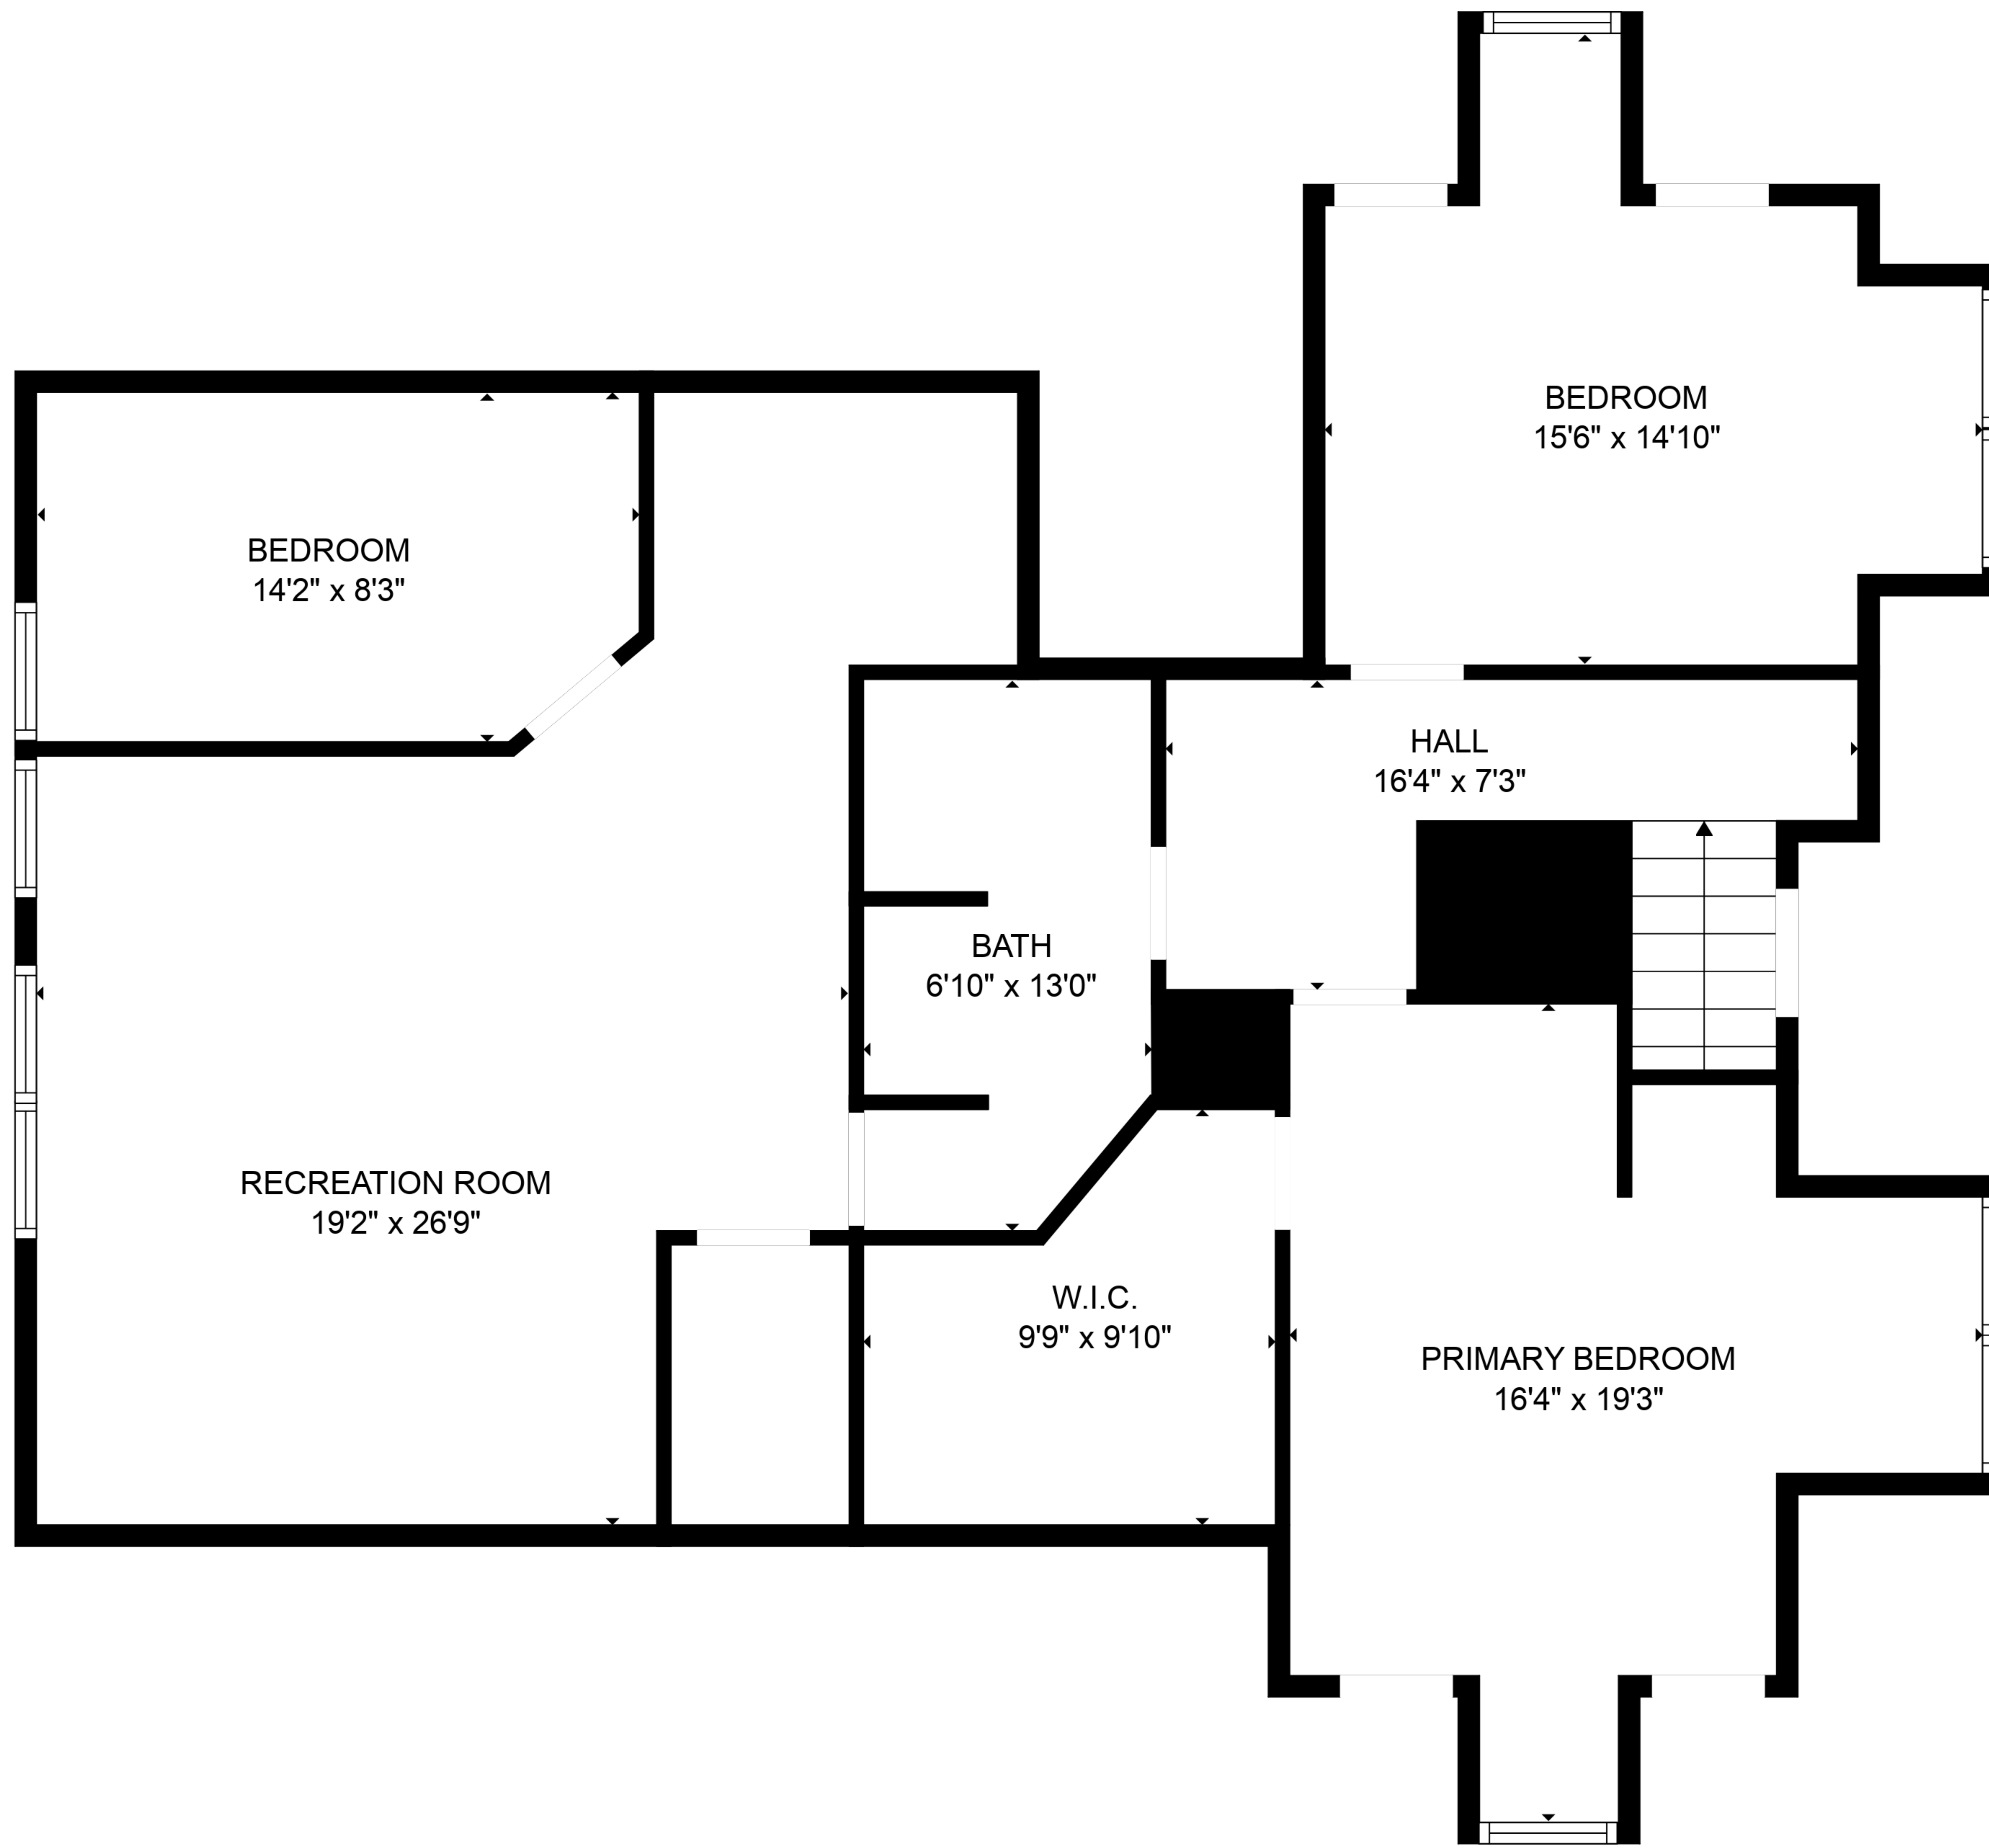 BEDROOM
15'6" x 14'10"
BEDROOM
14'2" x 8'3"
HALL
16'4" x 7'3"
BATH
6'10" x 13'0"
RECREATION ROOM
19'2" x 26'9"
W.I.C.
9'9" x 9'10"
PRIMARY BEDROOM
16'4" x 19'3"